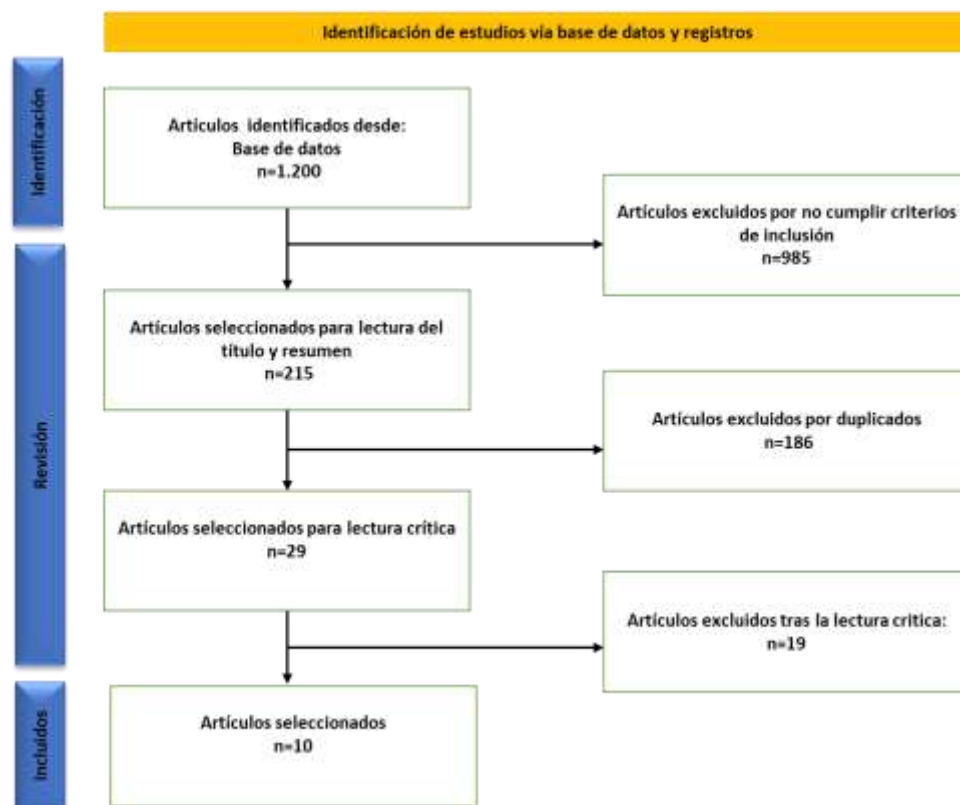 Identificación de estudios vía base de datos y registros
Identificación
Artículos identificados desde:
Base de datos
n=1.200
Artículos excluidos por no cumplir criterios
de inclusión
n=985
Revisión
Artículos seleccionados para lectura del
título y resumen
n=215
Artículos excluidos por duplicados
n=186
Artículos seleccionados para lectura crítica
n=29
Artículos excluidos tras la lectura critica:
n=19
Incluidos
Artículos seleccionados
n=10